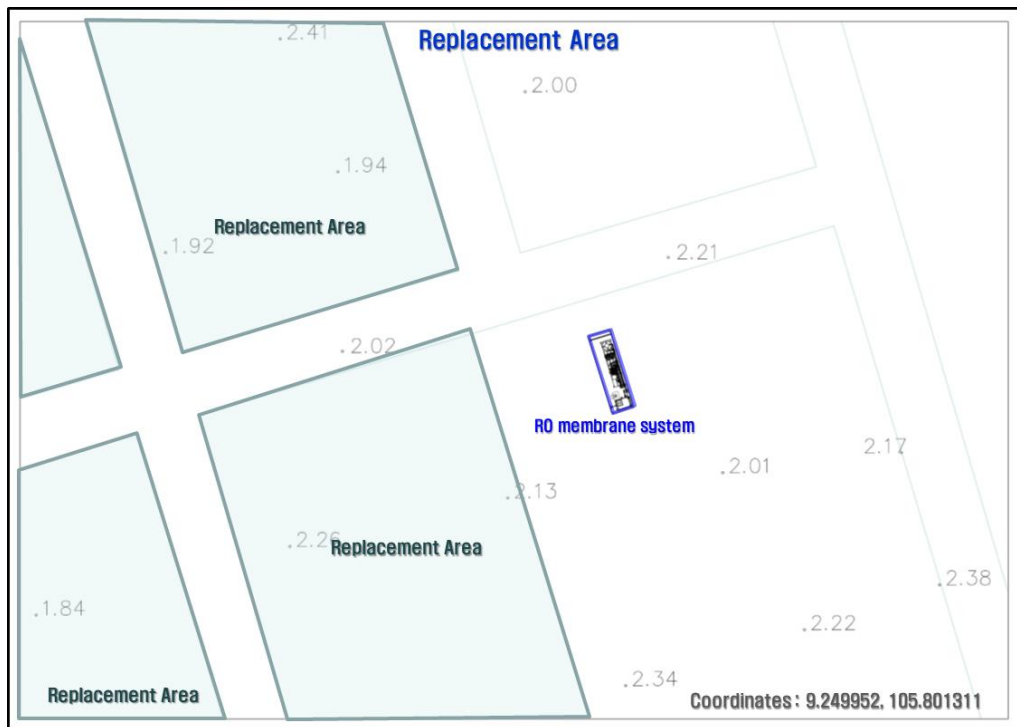 .2.41
Replacement Area
.2.00
.1.94
Replacement Area
.1.92
.2.21
.2.02
RO membrane system
2.17.
.2.01
.2.13
.2.26
Replacement Area
.2.38
.1.84
.2.22
.2.34
Replacement Area
Coordinates : 9.249952, 105.801311